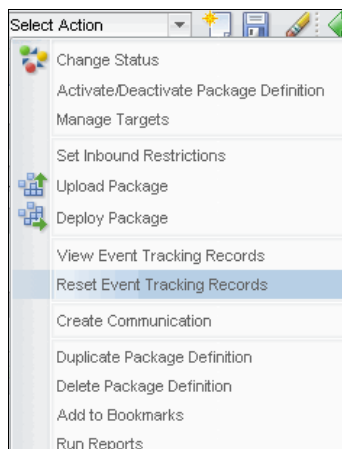 Select Action
Change Status
Activate/Deactivate Package Definition
Manage Targets
Set Inbound Restrictions
Upload Package
Deploy Package
View Event Tracking Records
Reset Event Tracking Records
Create Communication
Duplicate Package Definition
Delete Package Definition
Add to Bookmarks
Run Reports